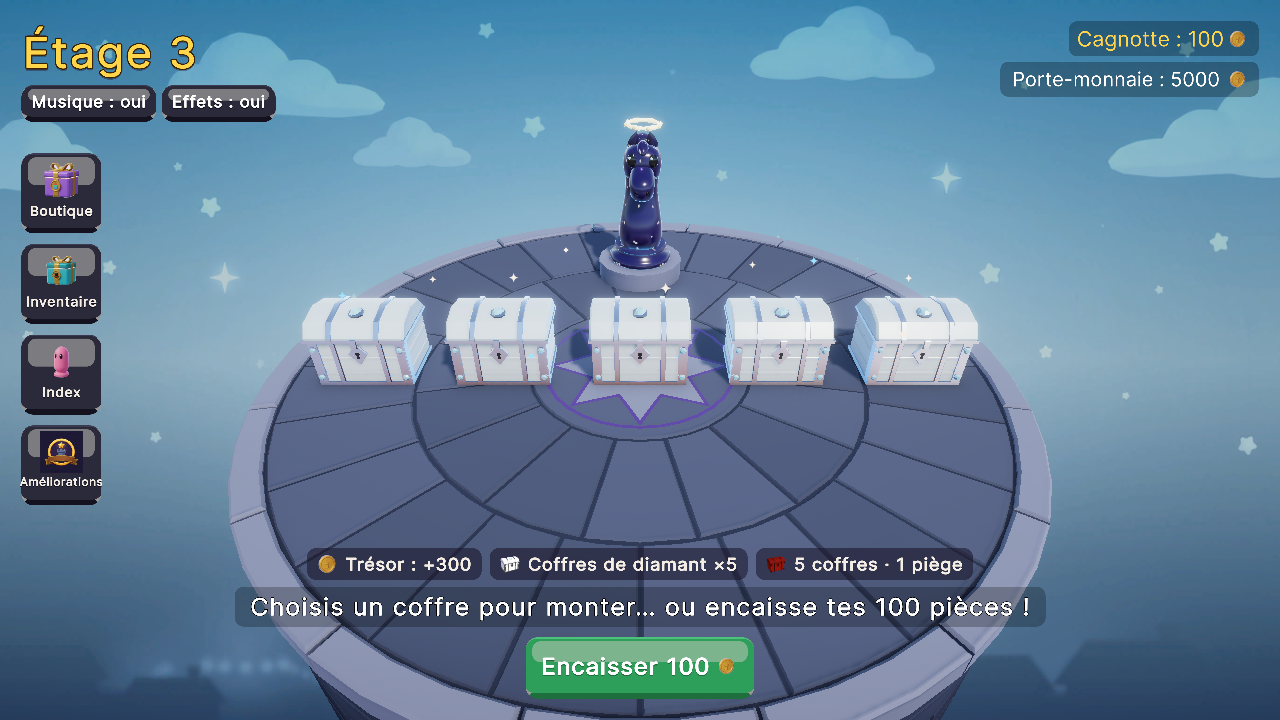 Étage 3
Cagnotte : 100
Porte-monnaie : 5000
Musique : oui
Effets : oui
Boutique
Inventaire
Index
Améliorations
Trésor : +300
Coffres de diamant ×5
5 coffres · 1 piège
Choisis un coffre pour monter... ou encaisse tes 100 pièces !
Encaisser 100